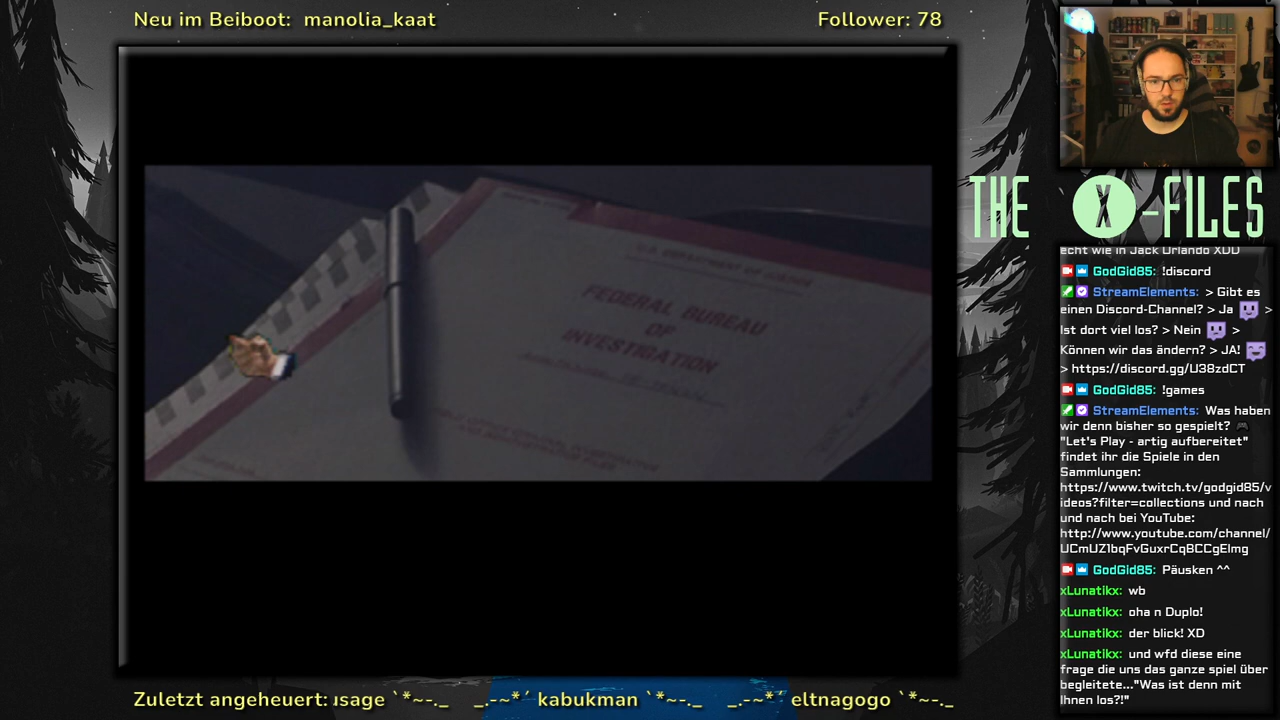 Neu im Beiboot: manolia_kaat
Follower: 78
FEDERAL BUREAU
OF
INVESTIGATION
THE X-FILES
echt wie in Jack Orlando XDD
GodGid85: !discord
StreamElements: > Gibt es
einen Discord-Channel? > Ja >
Ist dort viel los? > Nein >
Können wir das ändern? > JA!
> https://discord.gg/U38zdCT
GodGid85: !games
StreamElements: Was haben
wir denn bisher so gespielt? 🎮
"Let's Play - artig aufbereitet"
findet ihr die Spiele in den
Sammlungen:
https://www.twitch.tv/godgid85/v
ideos?filter=collections und nach
und nach bei YouTube:
http://www.youtube.com/channel/
UCmUZ1bqFvGuxrCqBCCgElmg
GodGid85: Päusken ^^
xLunatikx: wb
xLunatikx: oha n Duplo!
xLunatikx: der blick! XD
xLunatikx: und wfd diese eine
frage die uns das ganze spiel über
begleitete..."Was ist denn mit
Ihnen los?!"
Zuletzt angeheuert: usage `*~-._ _.-~*´ kabukman `*~-._ _.-~*´ eltnagogo `*~-._